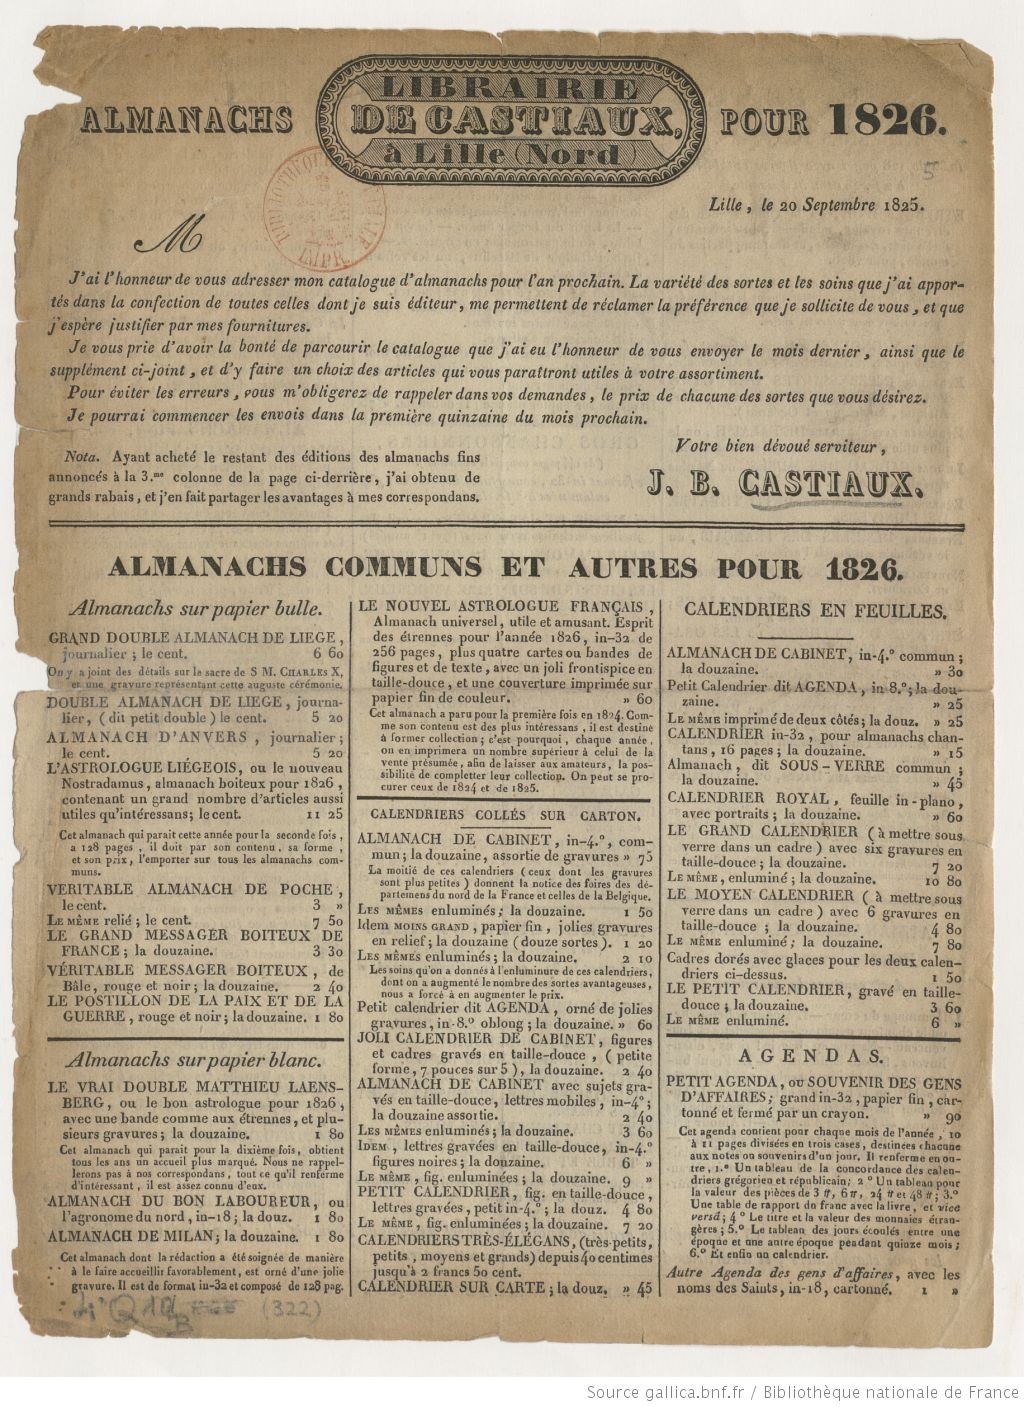 ALMANACHS
LIBRAIRIE
DE CASTIAUX,
à Lille (Nord)
POUR 1826.
5
Lille, le 20 Septembre 1825.
M
J'ai l'honneur de vous adresser mon catalogue d'almanachs pour l'an prochain. La variété des sortes et les soins que j'ai appor-
tés dans la confection de toutes celles dont je suis éditeur, me permettent de réclamer la préférence que je sollicite de vous, et que
j'espère justifier par mes fournitures.
Je vous prie d'avoir la bonté de parcourir le catalogue que j'ai eu l'honneur de vous envoyer le mois dernier, ainsi que le
supplément ci-joint, et d'y faire un choix des articles qui vous paraîtront utiles à votre assortiment.
Pour éviter les erreurs, vous m'obligerez de rappeler dans vos demandes, le prix de chacune des sortes que vous désirez.
Je pourrai commencer les envois dans la première quinzaine du mois prochain.
Votre bien dévoué serviteur,
J. B. CASTIAUX.
Nota. Ayant acheté le restant des éditions des almanachs fins
annoncés à la 3.me colonne de la page ci-derrière, j'ai obtenu de
grands rabais, et j'en fait partager les avantages à mes correspondans.
ALMANACHS COMMUNS ET AUTRES POUR 1826.
Almanachs sur papier bulle.
GRAND DOUBLE ALMANACH DE LIEGE,
journalier; le cent. 6 60
On y a joint des détails sur le sacre de S M. CHARLES X,
et une gravure représentant cette auguste cérémonie.
DOUBLE ALMANACH DE LIEGE, journa-
lier, (dit petit double) le cent. 5 20
ALMANACH D'ANVERS, journalier;
le cent. 5 20
L'ASTROLOGUE LIÉGEOIS, ou le nouveau
Nostradamus, almanach boiteux pour 1826,
contenant un grand nombre d'articles aussi
utiles qu'intéressans; le cent. 11 25
Cet almanach qui parait cette année pour la seconde fois,
a 128 pages, il doit par son contenu, sa forme,
et son prix, l'emporter sur tous les almanachs com-
muns.
VERITABLE ALMANACH DE POCHE,
le cent. 3 »
LE MÊME relié; le cent. 7 50
LE GRAND MESSAGER BOITEUX DE
FRANCE; la douzaine. 3 30
VÉRITABLE MESSAGER BOITEUX, de
Bâle, rouge et noir; la douzaine. 2 40
LE POSTILLON DE LA PAIX ET DE LA
GUERRE, rouge et noir; la douzaine. 1 80
Almanachs sur papier blanc.
LE VRAI DOUBLE MATTHIEU LAENS-
BERG, ou le bon astrologue pour 1826,
avec une bande comme aux étrennes, et plu-
sieurs gravures; la douzaine. 1 80
Cet almanach qui parait pour la dixième fois, obtient
tous les ans un accueil plus marqué. Nous ne rappel-
lerons pas à nos correspondans, tout ce qu'il renferme
d'intéressant, il est assez connu d'eux.
ALMANACH DU BON LABOUREUR, ou
l'agronome du nord, in-18; la douz. 1 80
ALMANACH DE MILAN; la douzaine. 1 80
Cet almanach dont la rédaction a été soignée de manière
à le faire accueillir favorablement, est orné d'une jolie
gravure. Il est de format in-32 et composé de 128 pag.
LE NOUVEL ASTROLOGUE FRANÇAIS,
Almanach universel, utile et amusant. Esprit
des étrennes pour l'année 1826, in-32 de
256 pages, plus quatre cartes ou bandes de
figures et de texte, avec un joli frontispice en
taille-douce, et une couverture imprimée sur
papier fin de couleur. » 60
Cet almanach a paru pour la première fois en 1824. Com-
me son contenu est des plus intéressans, il est destiné
à former collection; c'est pourquoi, chaque année,
on en imprimera un nombre supérieur à celui de la
vente présumée, afin de laisser aux amateurs, la pos-
sibilité de completter leur collection. On peut se pro-
curer ceux de 1824 et de 1825.
CALENDRIERS COLLÉS SUR CARTON.
ALMANACH DE CABINET, in-4.º, com-
mun; la douzaine, assortie de gravures » 75
La moitié de ces calendriers (ceux dont les gravures
sont plus petites) donnent la notice des foires des dé-
partemens du nord de la France et celles de la Belgique.
LES MÊMES enluminés; la douzaine. 1 50
Idem MOINS GRAND, papier fin, jolies gravures
en relief; la douzaine (douze sortes). 1 20
LES MÊMES enluminés; la douzaine. 2 10
Les soins qu'on a donnés à l'enluminure de ces calendriers,
dont on a augmenté le nombre des sortes avantageuses,
nous a forcé à en augmenter le prix.
Petit calendrier dit AGENDA, orné de jolies
gravures, in-8.º oblong; la douzaine. » 60
JOLI CALENDRIER DE CABINET, figures
et cadres gravés en taille-douce, (petite
forme, 7 pouces sur 5), la douzaine. 2 40
ALMANACH DE CABINET avec sujets gra-
vés en taille-douce, lettres mobiles, in-4º;
la douzaine assortie. 2 40
LES MÊMES enluminés; la douzaine. 3 60
IDEM, lettres gravées en taille-douce, in-4.º
figures noires; la douzaine. 6 »
LE MÊME, fig. enluminées; la douzaine. 9 »
PETIT CALENDRIER, fig. en taille-douce,
lettres gravées, petit in-4.º; la douz. 4 80
LE MÊME, fig. enluminées; la douzaine. 7 20
CALENDRIERS TRÈS-ÉLÉGANS, (très-petits,
petits, moyens et grands) depuis 40 centimes
jusqu'à 2 francs 50 cent.
CALENDRIER SUR CARTE; la douz. » 45
CALENDRIERS EN FEUILLES.
ALMANACH DE CABINET, in-4.º commun;
la douzaine. » 30
Petit Calendrier dit AGENDA, in-8.º; la dou-
zaine. » 25
LE MÊME imprimé de deux côtés; la douz. » 25
CALENDRIER in-32, pour almanachs chan-
tans, 16 pages; la douzaine. » 15
Almanach, dit SOUS-VERRE commun;
la douzaine. » 45
CALENDRIER ROYAL, feuille in-plano,
avec portraits; la douzaine. » 60
LE GRAND CALENDRIER (à mettre sous
verre dans un cadre) avec six gravures en
taille-douce; la douzaine. 7 20
LE MÊME, enluminé; la douzaine. 10 80
LE MOYEN CALENDRIER (à mettre sous
verre dans un cadre) avec 6 gravures en
taille-douce; la douzaine. 4 80
LE MÊME enluminé; la douzaine. 7 80
Cadres dorés avec glaces pour les deux calen-
driers ci-dessus. 1 50
LE PETIT CALENDRIER, gravé en taille-
douce; la douzaine. 3 60
LE MÊME enluminé. 6 »
AGENDAS.
PETIT AGENDA, ou SOUVENIR DES GENS
D'AFFAIRES; grand in-32, papier fin, car-
tonné et fermé par un crayon. » 90
Cet agenda contient pour chaque mois de l'année, 10
à 11 pages divisées en trois cases, destinées chacunes
aux notes ou souvenirs d'un jour. Il renferme en ou-
tre, 1.º Un tableau de la concordance des calen-
driers grégorien et républicain; 2º Un tableau pour
la valeur des pièces de 3 ₶, 6₶, 24 ₶ et 48 ₶; 3.º
Une table de rapport du franc avec la livre, et vice
versâ; 4º Le titre et la valeur des monnaies étran-
gères; 5.º Le tableau des jours écoulés entre une
époque et une autre époque pendant quinze mois;
6.º Et enfin un calendrier.
Autre Agenda des gens d'affaires, avec les
noms des Saints, in-18, cartonné. 1 »
(322)
Source gallica.bnf.fr / Bibliothèque nationale de France